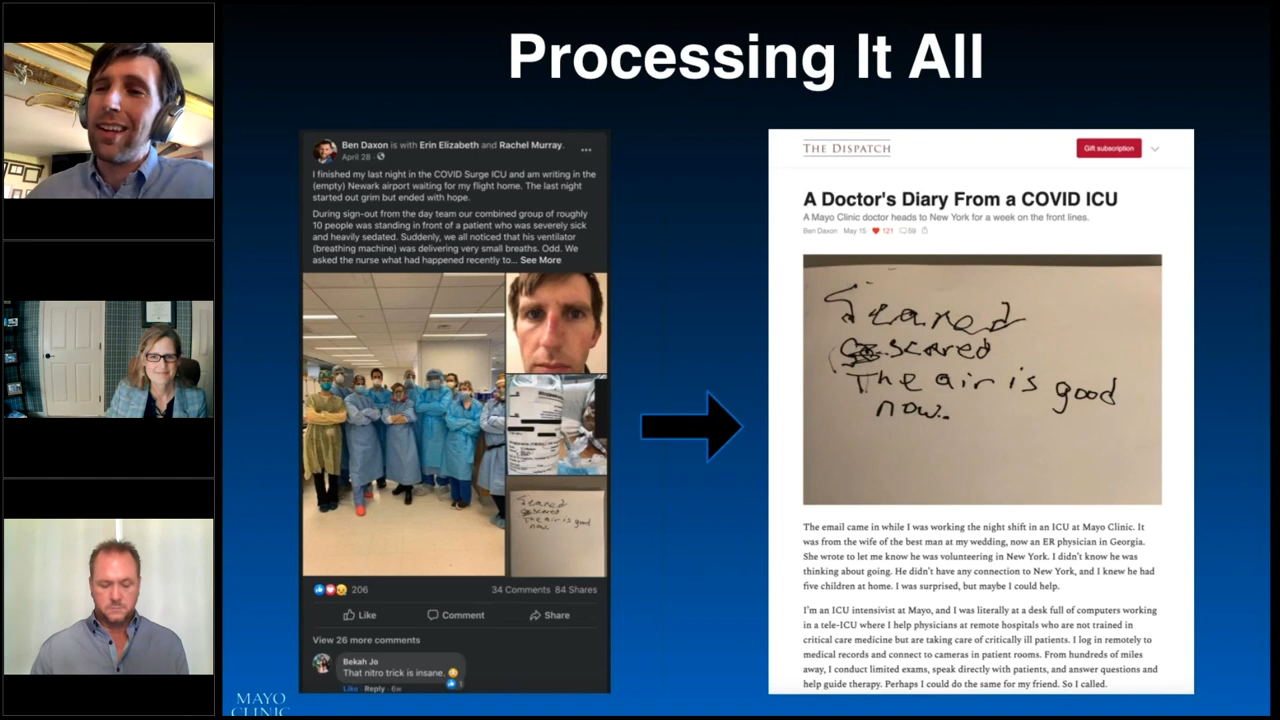 Processing It All
Ben Daxon is with Erin Elizabeth and Rachel Murray.
April 28
I finished my last night in the COVID Surge ICU and am writing in the
(empty) Newark airport waiting for my flight home. The last night
started out grim but ended with hope.
During sign-out from the day team our combined group of roughly
10 people was standing in front of a patient who was severely sick
and heavily sedated. Suddenly, we all noticed that his ventilator
(breathing machine) was delivering very small breaths. Odd. We
asked the nurse what had happened recently to... See More
Scared
scared
The air is good
now.
206
34 Comments 84 Shares
Like Comment Share
View 26 more comments
Bekah Jo
That nitro trick is insane.
1
Like · Reply · 6w
MAYO
CLINIC
THE DISPATCH
Gift subscription
A Doctor's Diary From a COVID ICU
A Mayo Clinic doctor heads to New York for a week on the front lines.
Ben Daxon May 15 121 59
Scared
scared
The air is good
now.
The email came in while I was working the night shift in an ICU at Mayo Clinic. It
was from the wife of the best man at my wedding, now an ER physician in Georgia.
She wrote to let me know he was volunteering in New York. I didn't know he was
thinking about going. He didn't have any connection to New York, and I knew he had
five children at home. I was surprised, but maybe I could help.
I'm an ICU intensivist at Mayo, and I was literally at a desk full of computers working
in a tele-ICU where I help physicians at remote hospitals who are not trained in
critical care medicine but are taking care of critically ill patients. I log in remotely to
medical records and connect to cameras in patient rooms. From hundreds of miles
away, I conduct limited exams, speak directly with patients, and answer questions and
help guide therapy. Perhaps I could do the same for my friend. So I called.